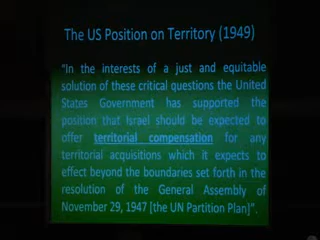 The US Position on Territory (1949)
“In the interests of a just and equitable
solution of these critical questions the United
States Government has supported the
position that Israel should be expected to
offer territorial compensation for any
territorial acquisitions which it expects to
effect beyond the boundaries set forth in the
resolution of the General Assembly of
November 29, 1947 [the UN Partition Plan]”.